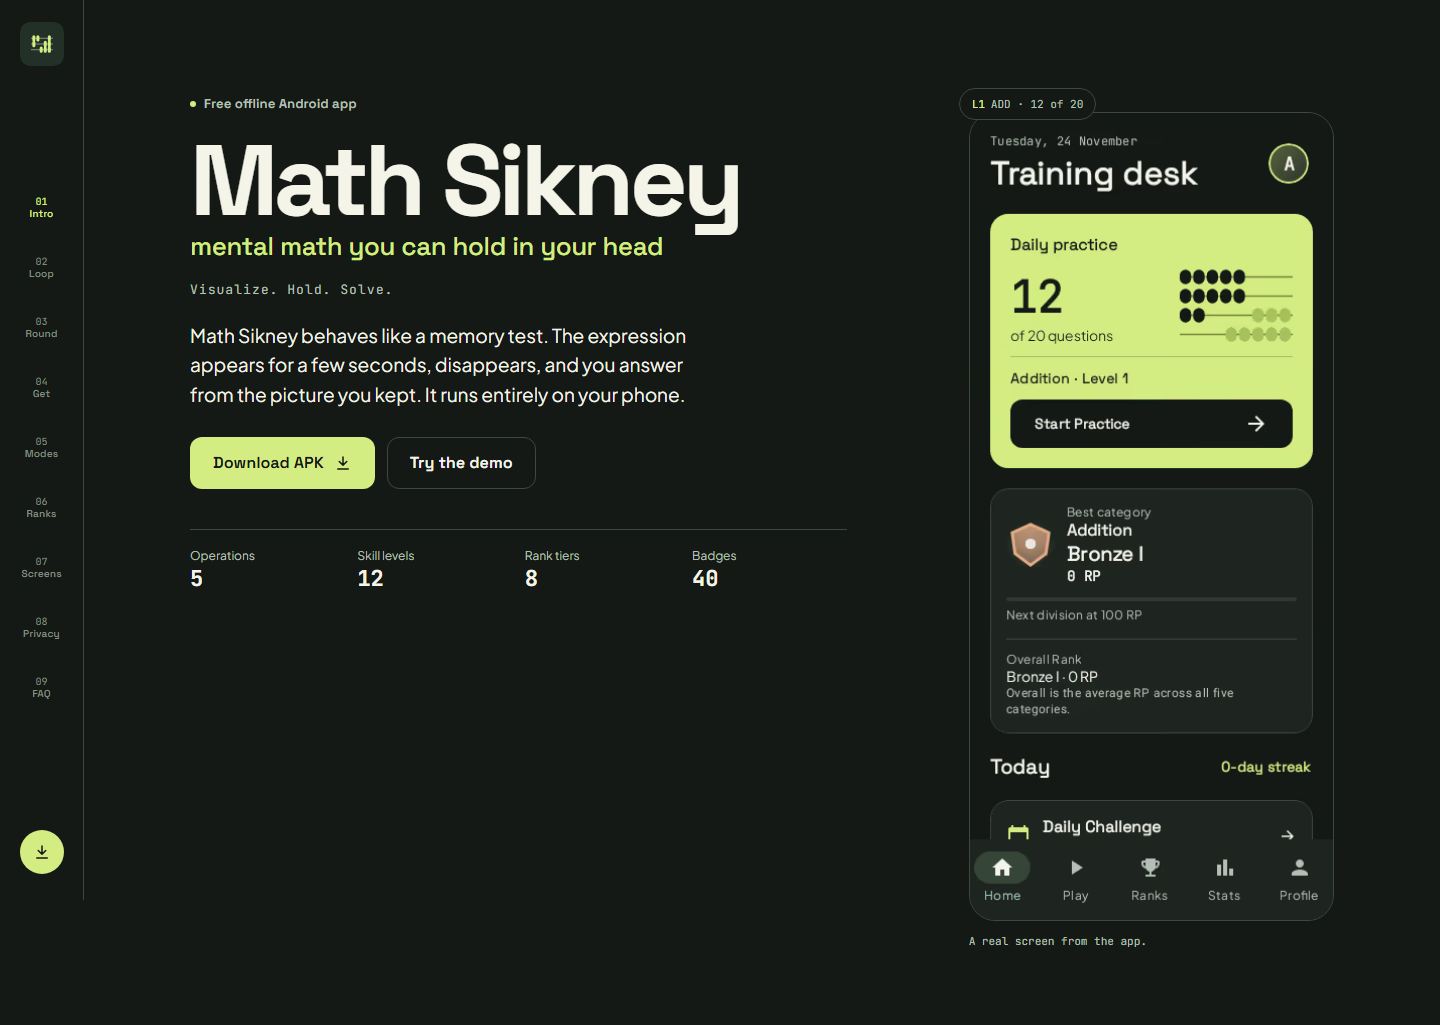 01
Intro
02
Loop
03
Round
04
Get
05
Modes
06
Ranks
07
Screens
08
Privacy
09
FAQ
Free offline Android app
Math Sikney
mental math you can hold in your head
Visualize. Hold. Solve.
Math Sikney behaves like a memory test. The expression
appears for a few seconds, disappears, and you answer
from the picture you kept. It runs entirely on your phone.
Download APK
Try the demo
Operations
5
Skill levels
12
Rank tiers
8
Badges
40
L1 ADD · 12 of 20
Tuesday, 24 November
Training desk
A
Daily practice
12
of 20 questions
Addition · Level 1
Start Practice
Best category
Addition
Bronze I
0 RP
Next division at 100 RP
Overall Rank
Bronze I · 0 RP
Overall is the average RP across all five
categories.
Today
0-day streak
Daily Challenge
Home
Play
Ranks
Stats
Profile
A real screen from the app.